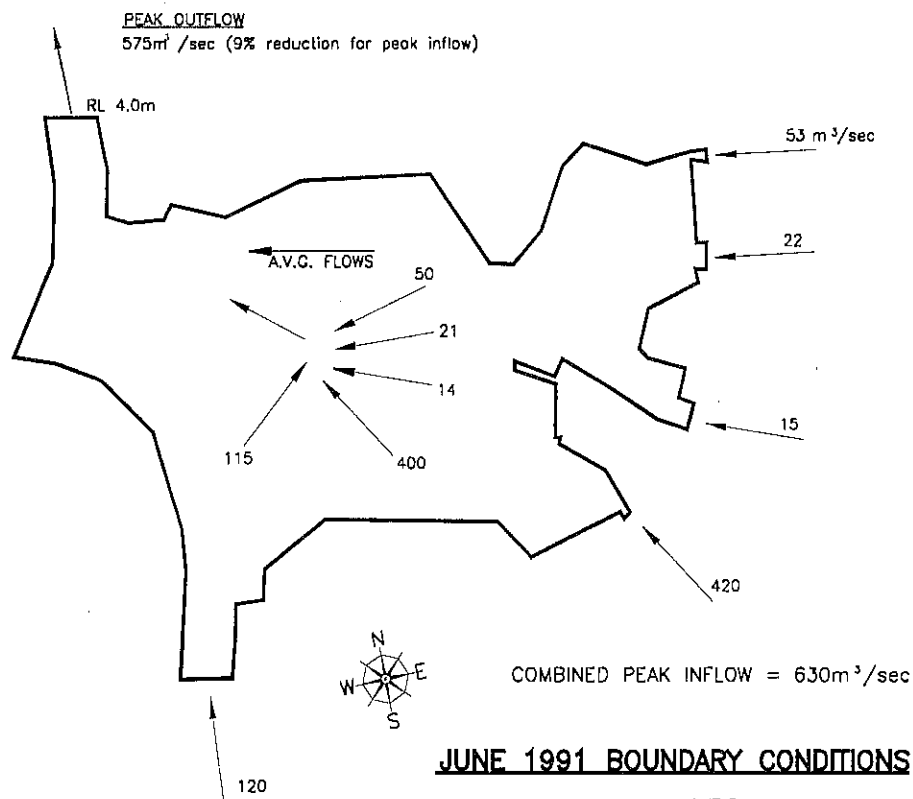 PEAK OUTFLOW
575m³/sec (9% reduction for peak inflow)
RL 4.0m
53 m³/sec
22
A.V.G. FLOWS
50
21
14
15
115
400
420
N
W E
S
COMBINED PEAK INFLOW = 630m³/sec
JUNE 1991 BOUNDARY CONDITIONS
120